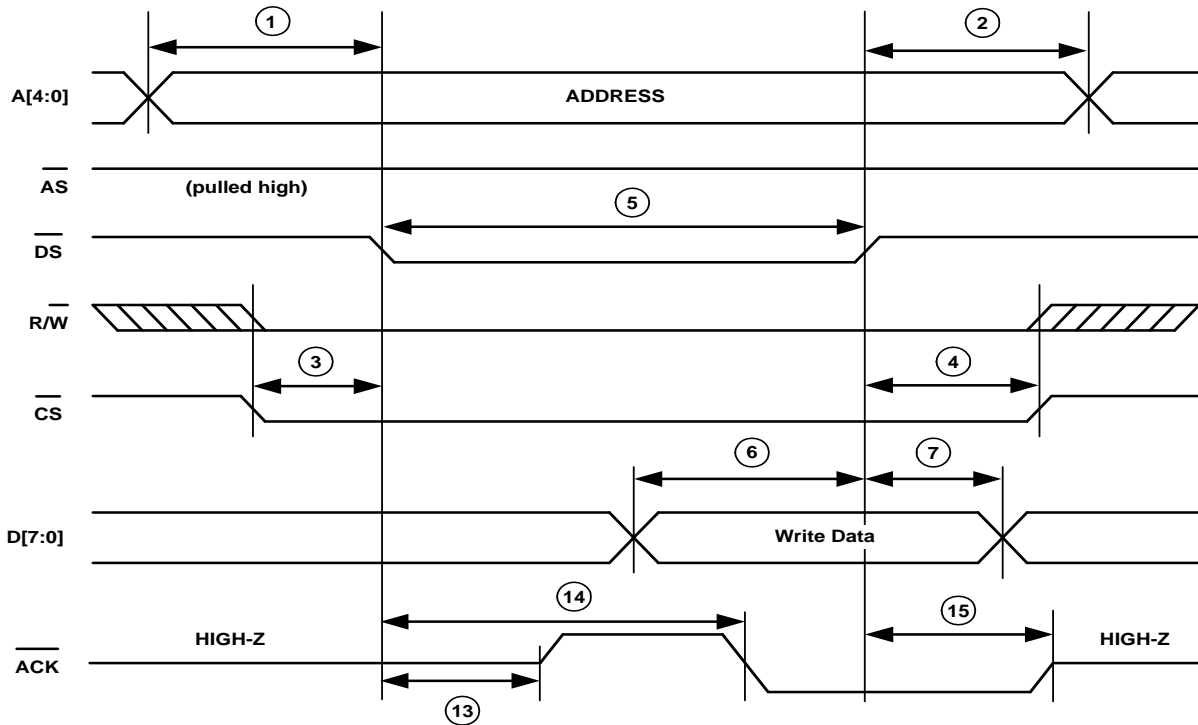 1
2
A[4:0]
ADDRESS
AS
(pulled high)
5
DS
R/W
3
4
CS
6
7
D[7:0]
Write Data
14
15
HIGH-Z
HIGH-Z
ACK
13